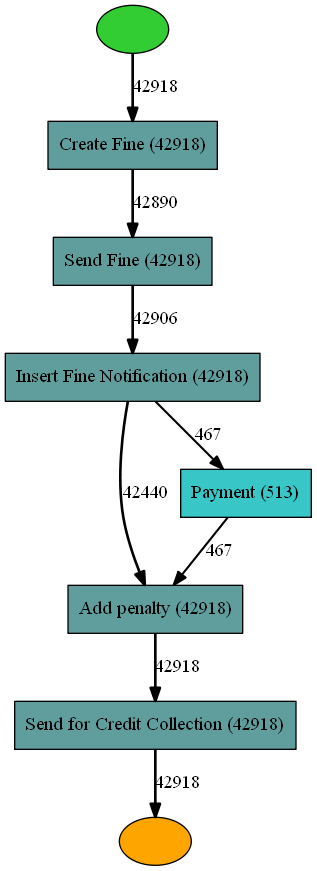 42918
Create Fine (42918)
42890
Send Fine (42918)
42906
Insert Fine Notification (42918)
467
42440
Payment (513)
467
Add penalty (42918)
42918
Send for Credit Collection (42918)
42918